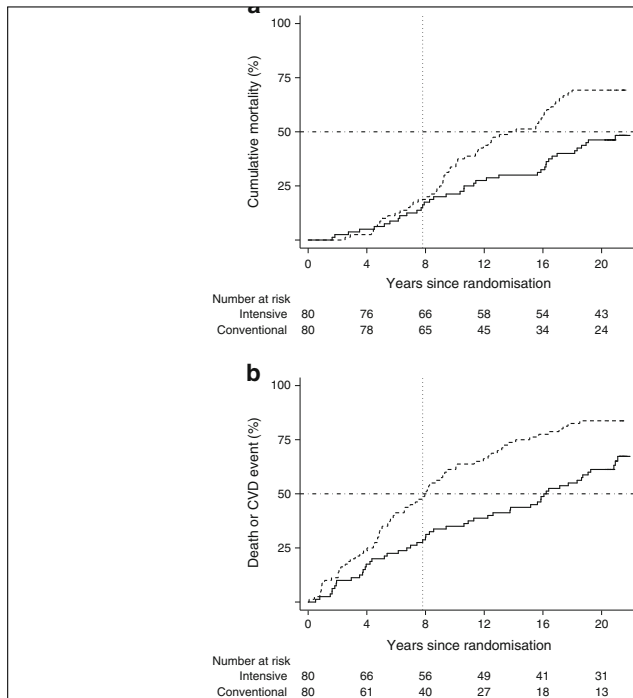 a
100
75
50
25
Cumulative mortality (%)
0 4 8 12 16 20
Years since randomisation
Number at risk
Intensive 80 76 66 58 54 43
Conventional 80 78 65 45 34 24
b
100
75
50
25
Death or CVD event (%)
0 4 8 12 16 20
Years since randomisation
Number at risk
Intensive 80 66 56 49 41 31
Conventional 80 61 40 27 18 13